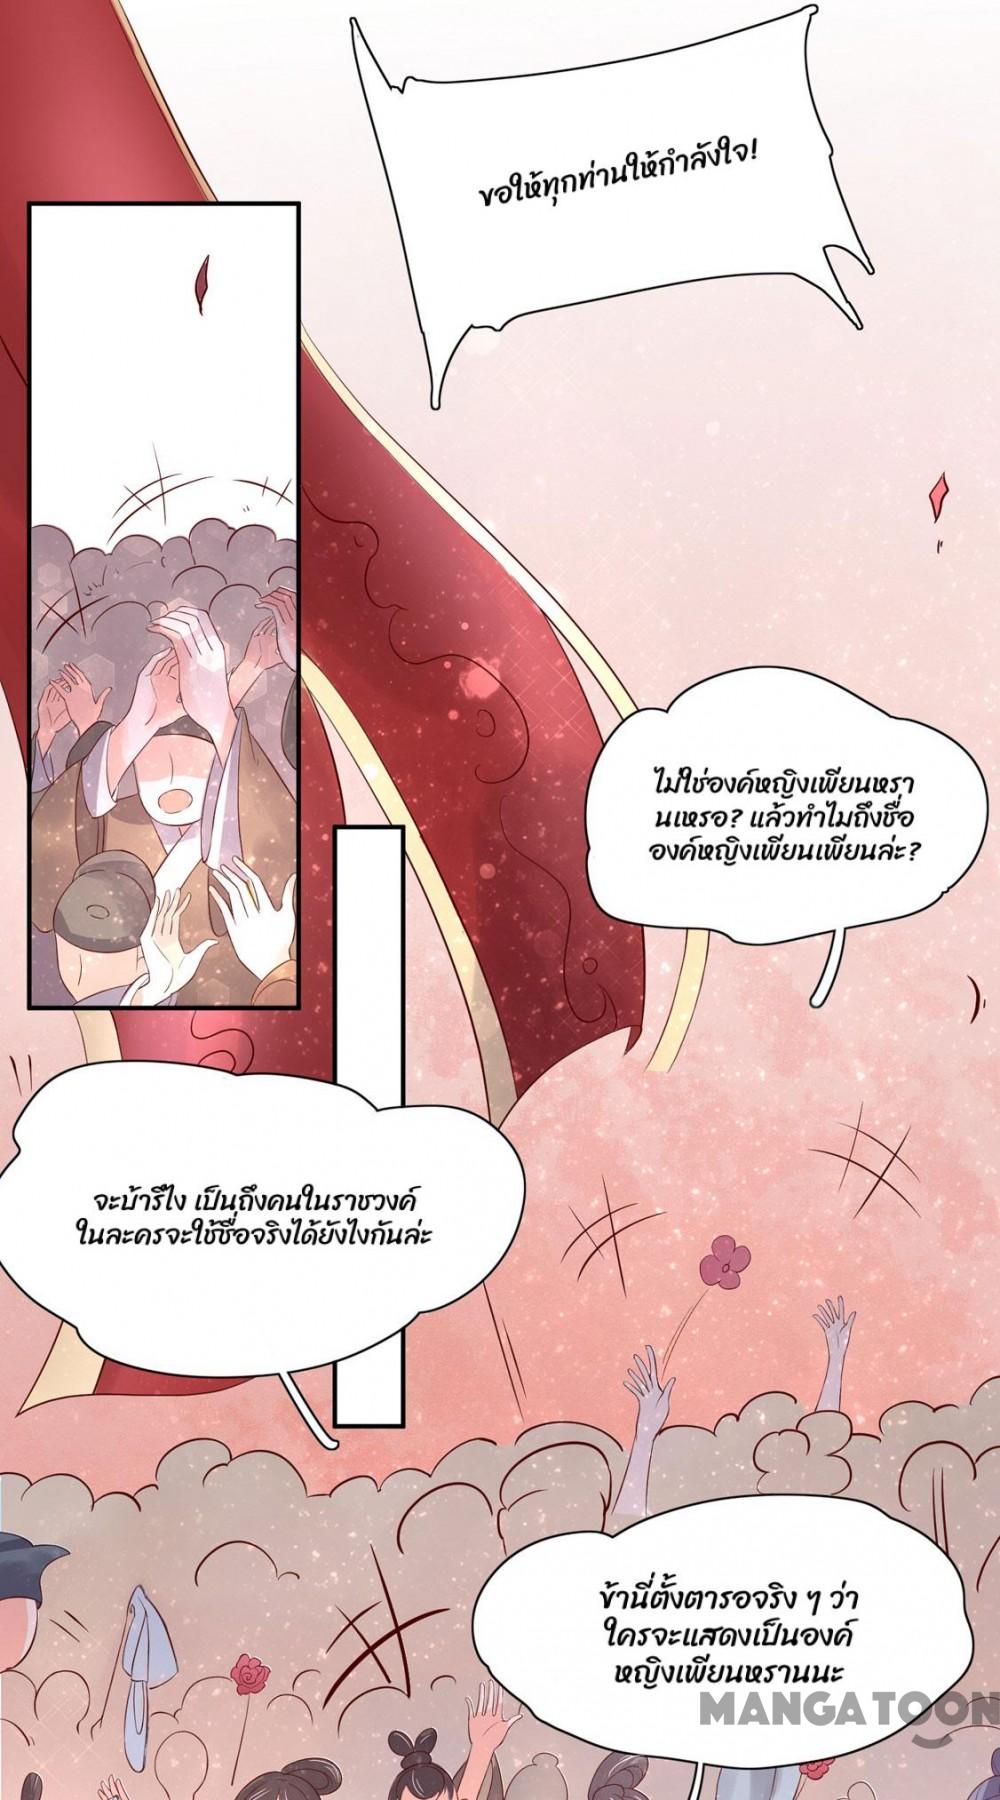 ขอให้ทุกท่านให้กำลังใจ!
ไม่ใช่องค์หญิงเพียนหรา
นเหรอ? แล้วทำไมถึงชื่อ
องค์หญิงเพียนเพียนล่ะ?
จะบ้ารึไง เป็นถึงคนในราชวงค์
ในละครจะใช้ชื่อจริงได้ยังไงกันล่ะ
ข้านี่ตั้งตารอจริง ๆ ว่า
ใครจะแสดงเป็นองค์
หญิงเพียนหรานนะ
MANGATOON